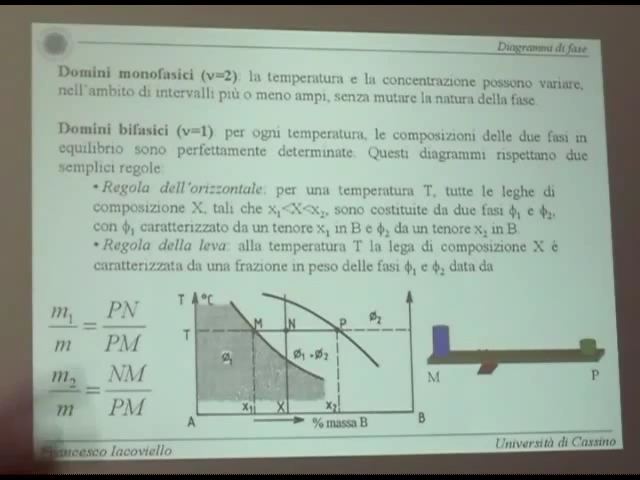 Diagrammi di fase
Domini monofasici (ν=2): la temperatura e la concentrazione possono variare,
nell'ambito di intervalli più o meno ampi, senza mutare la natura della fase.
Domini bifasici (ν=1) per ogni temperatura, le composizioni delle due fasi in
equilibrio sono perfettamente determinate. Questi diagrammi rispettano due
semplici regole:
• Regola dell'orizzontale: per una temperatura T, tutte le leghe di
composizione X, tali che x₁<X<x₂, sono costituite da due fasi ϕ₁ e ϕ₂,
con ϕ₁ caratterizzato da un tenore x₁ in B e ϕ₂ da un tenore x₂ in B.
• Regola della leva: alla temperatura T la lega di composizione X è
caratterizzata da una frazione in peso delle fasi ϕ₁ e ϕ₂ data da
m₁/m = PN/PM
m₂/m = NM/PM
T °C
T M N P Ø₂
Ø₁ Ø₁ + Ø₂
A x₁ X x₂ B
% massa B
M P
Francesco Iacoviello
Università di Cassino